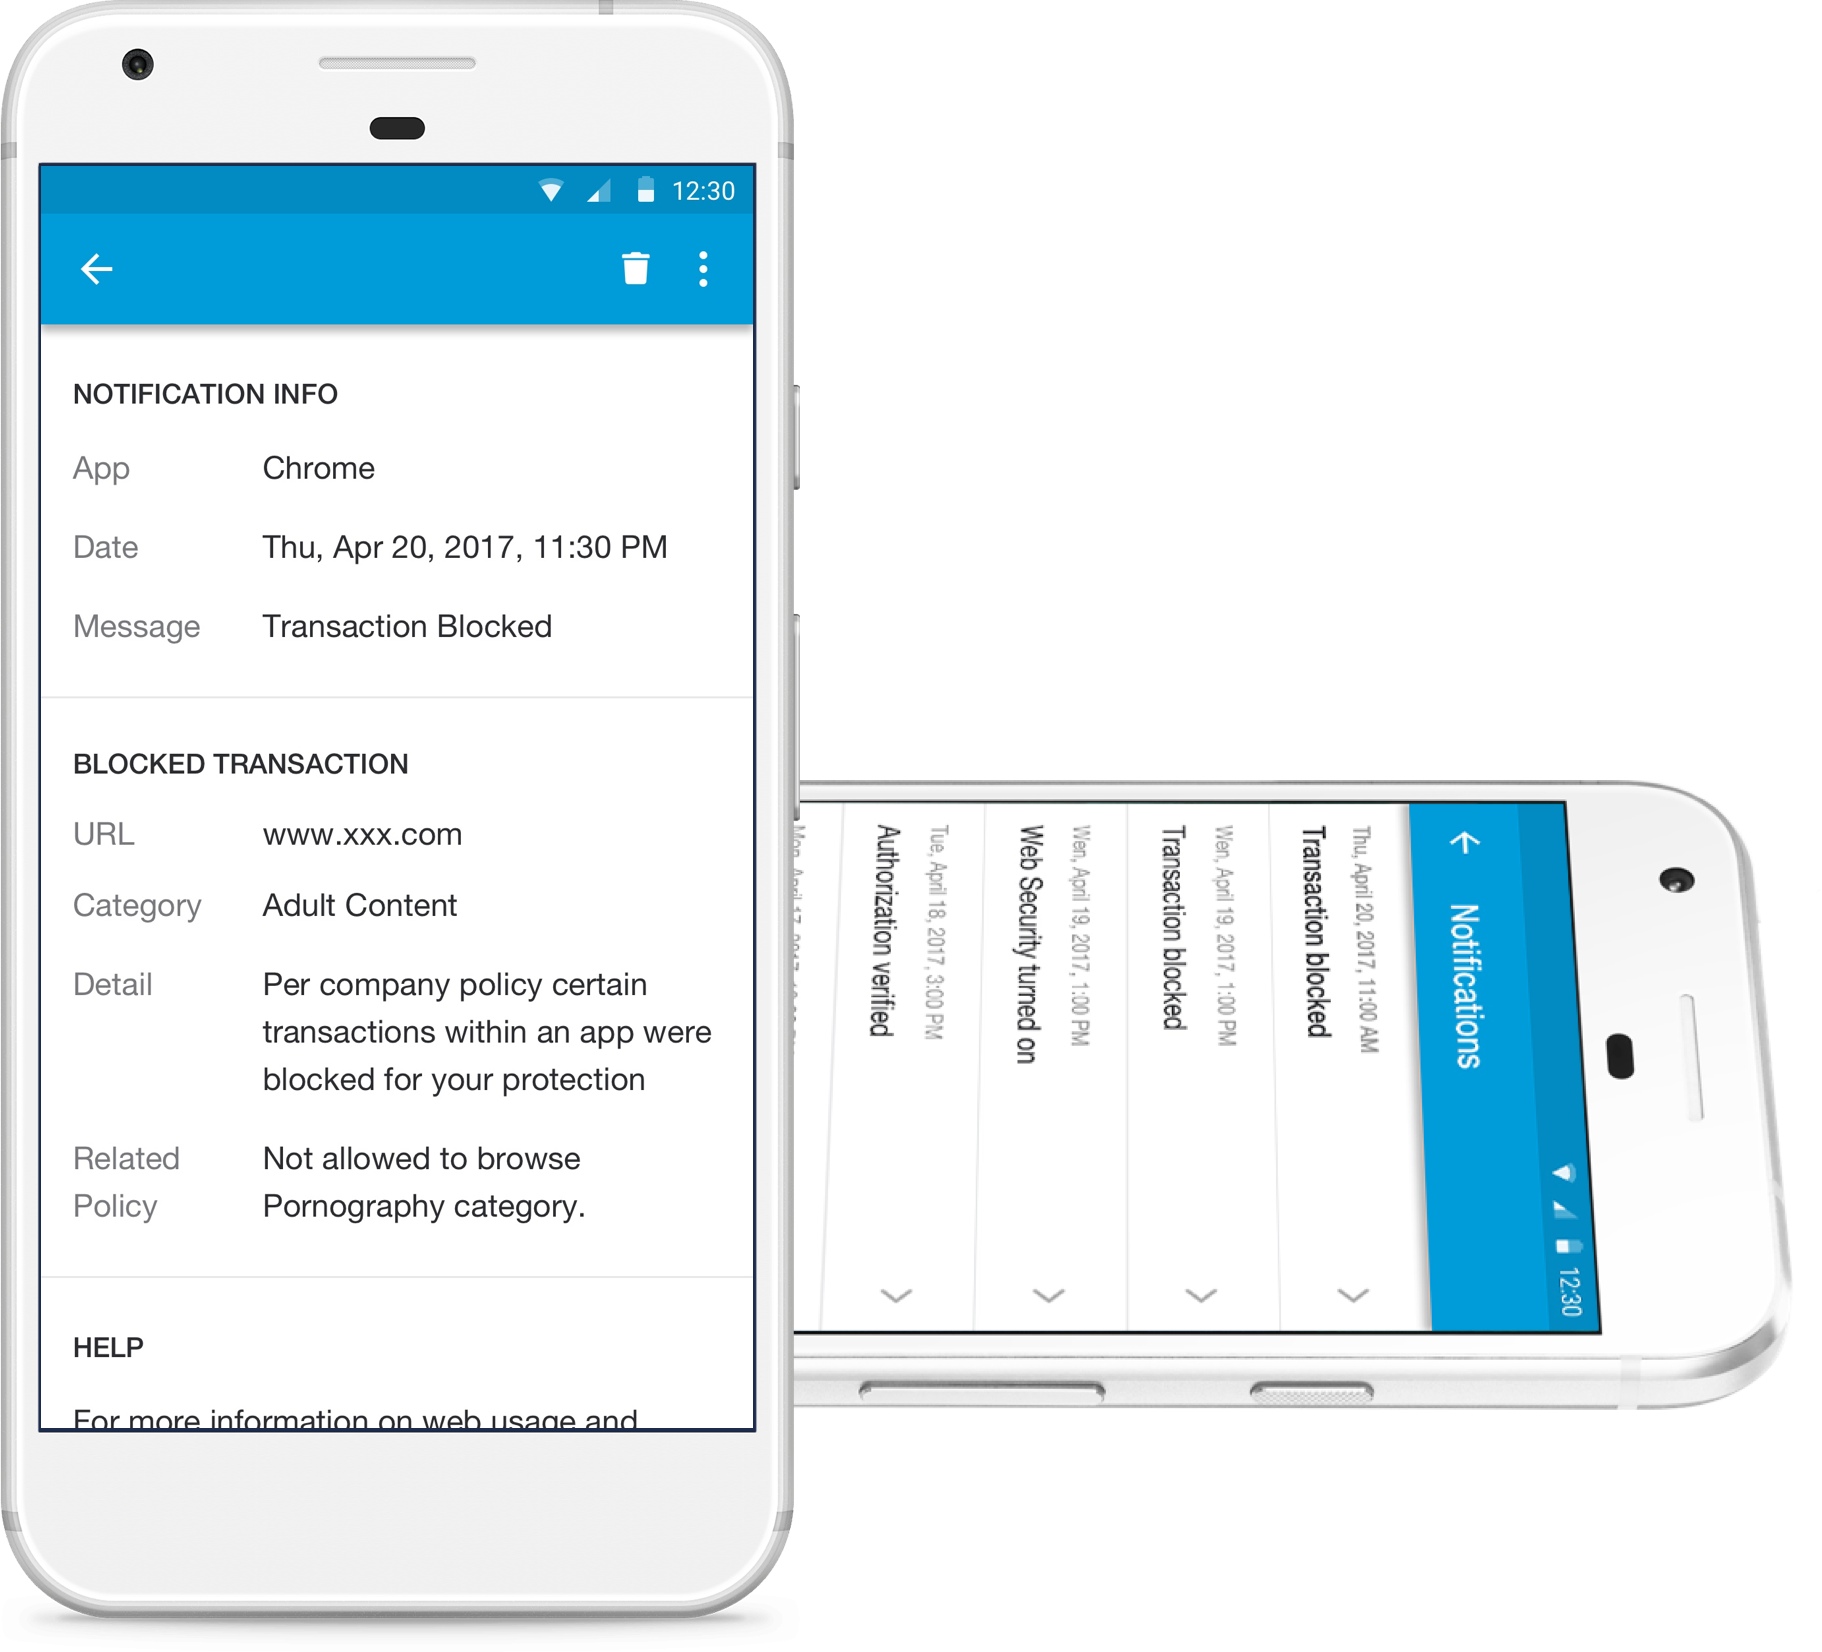 12:30
NOTIFICATION INFO
App Chrome
Date Thu, Apr 20, 2017, 11:30 PM
Message Transaction Blocked
BLOCKED TRANSACTION
URL www.xxx.com
Category Adult Content
Detail Per company policy certain
transactions within an app were
blocked for your protection
Related Not allowed to browse
Policy Pornography category.
HELP
For more information on web usage and
12:30
Notifications
Thu, April 20, 2017, 11:00 AM
Transaction blocked
Wen, April 19, 2017, 1:00 PM
Transaction blocked
Wen, April 19, 2017, 1:00 PM
Web Security turned on
Tue, April 18, 2017, 3:00 PM
Authorization verified
Mon, April 17, 2017,